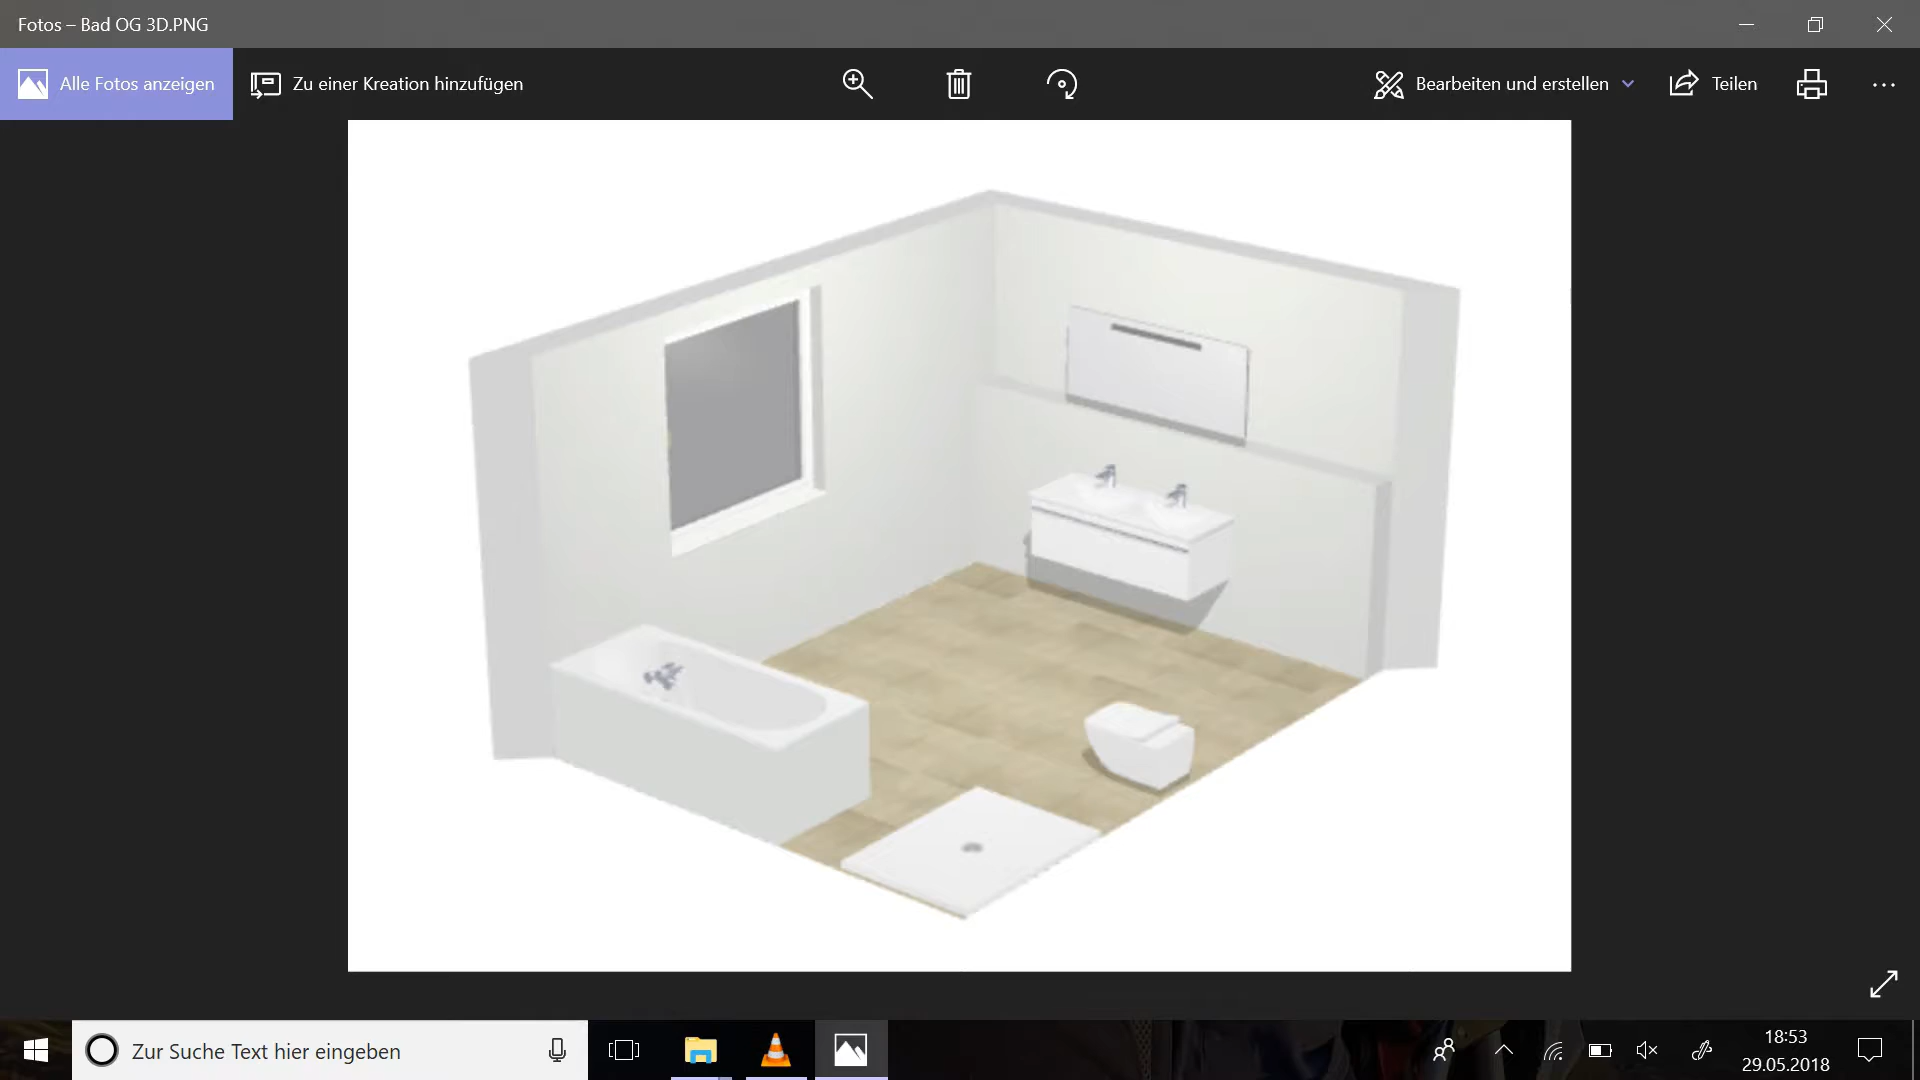 Fotos – Bad OG 3D.PNG
Alle Fotos anzeigen
Zu einer Kreation hinzufügen
Bearbeiten und erstellen
Teilen
Zur Suche Text hier eingeben
18:53
29.05.2018